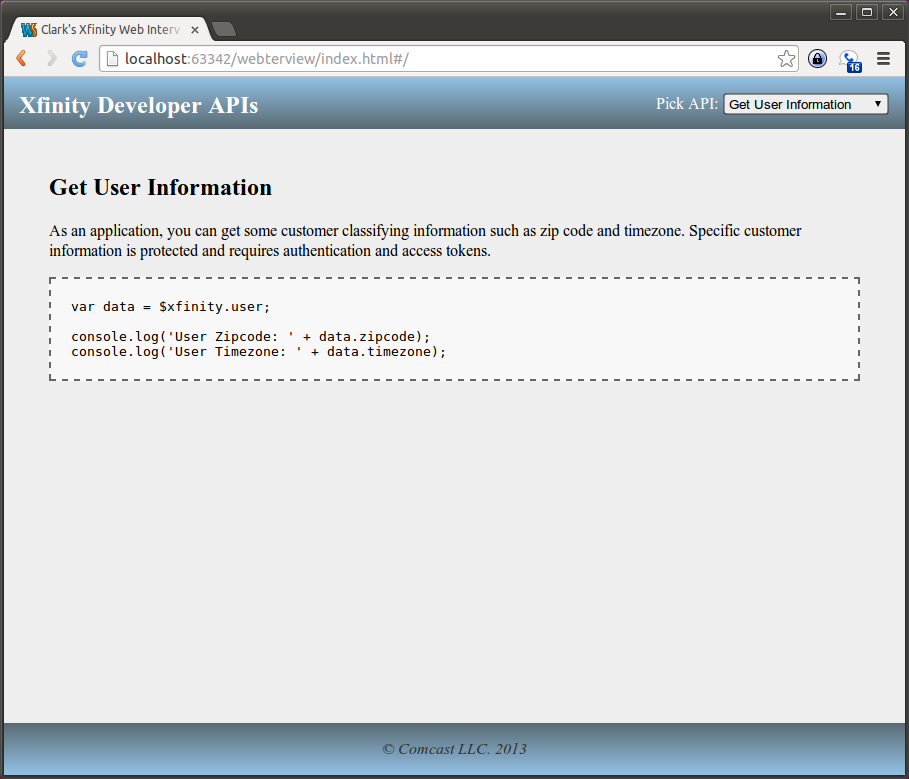 Clark's Xfinity Web Interv
localhost:63342/webterview/index.html#/
16
Xfinity Developer APIs
Pick API: Get User Information
Get User Information
As an application, you can get some customer classifying information such as zip code and timezone. Specific customer
information is protected and requires authentication and access tokens.
var data = $xfinity.user;
console.log('User Zipcode: ' + data.zipcode);
console.log('User Timezone: ' + data.timezone);
© Comcast LLC. 2013